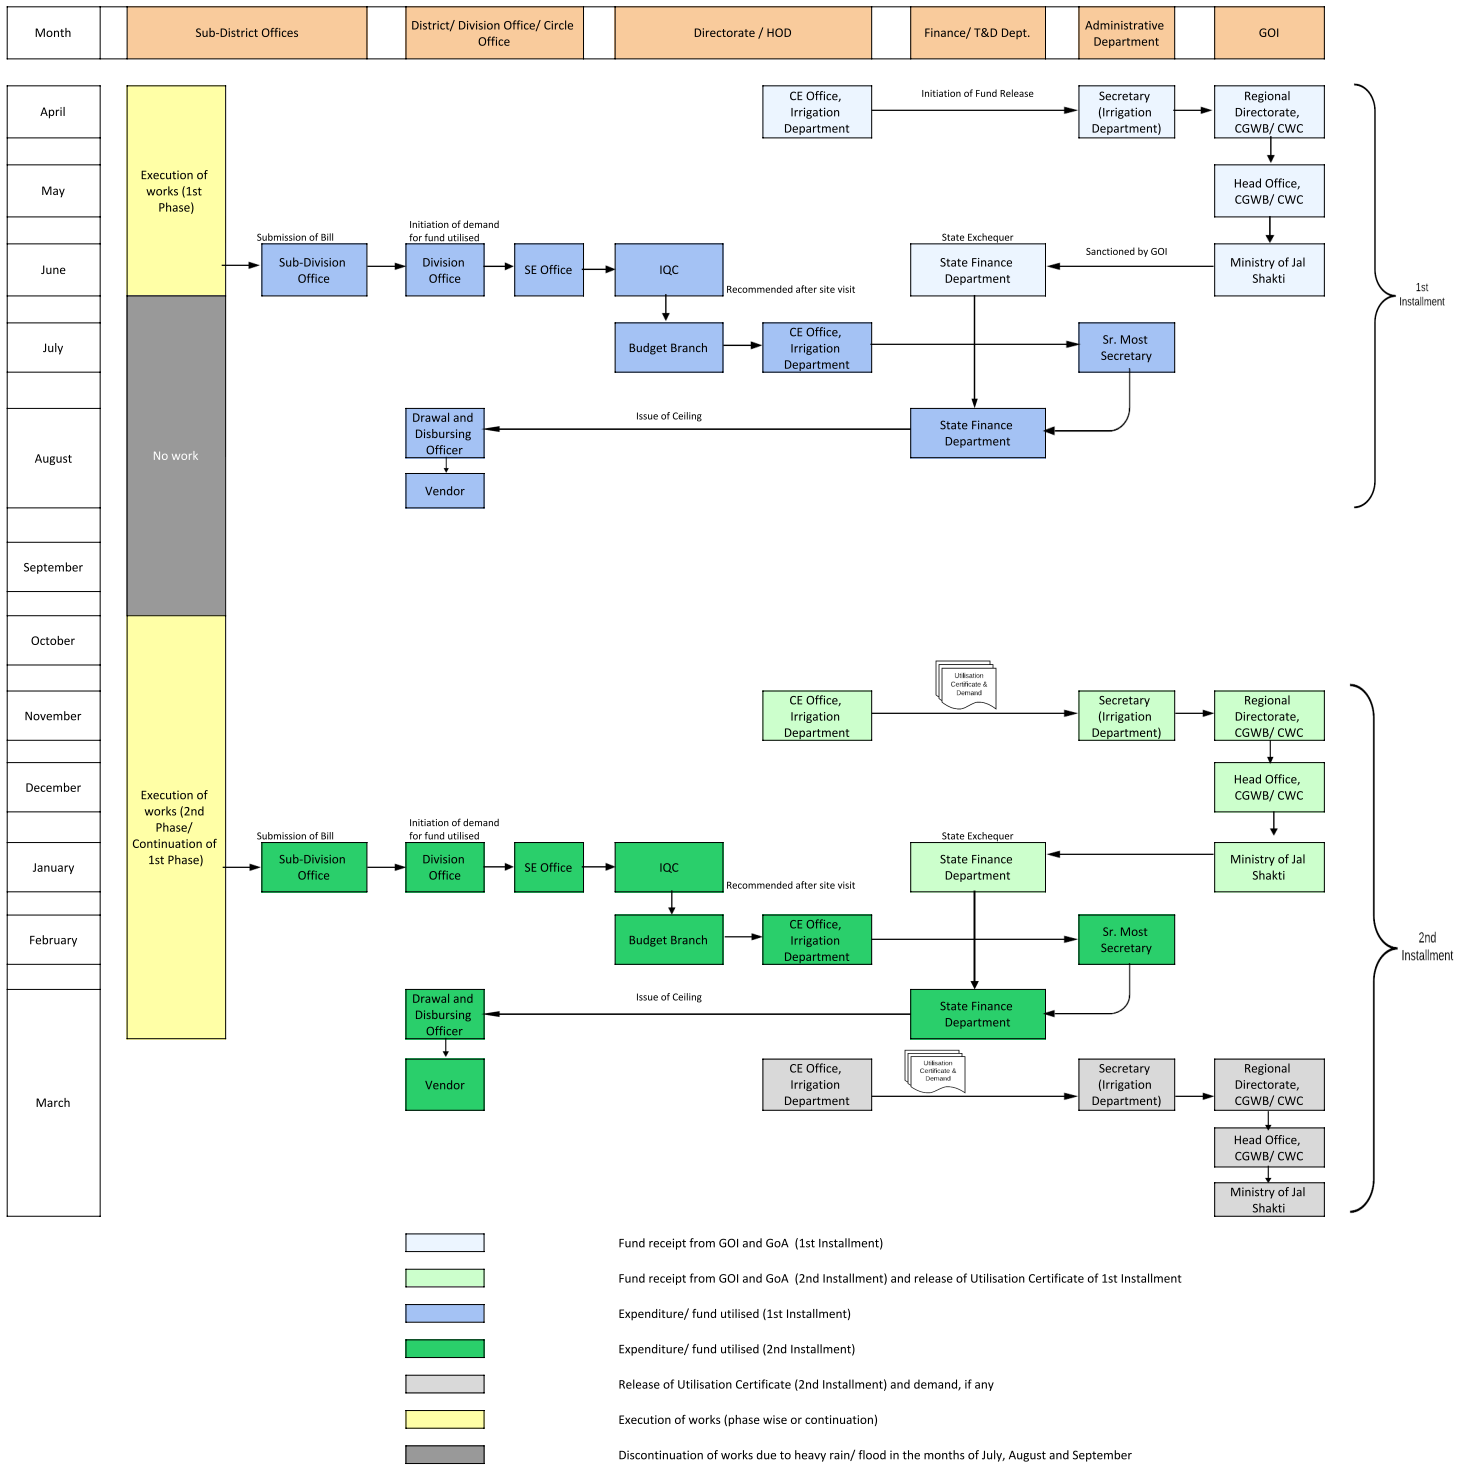 Month
Sub-District Offices
District/ Division Office/ Circle
Office
Directorate / HOD
Finance/ T&D Dept.
Administrative
Department
GOI
April
CE Office,
Irrigation
Department
Initiation of Fund Release
Secretary
(Irrigation
Department)
Regional
Directorate,
CGWB/ CWC
Execution of
works (1st
Phase)
May
Head Office,
CGWB/ CWC
Submission of Bill
Initiation of demand
for fund utilised
State Exchequer
June
Sub-Division
Office
Division
Office
SE Office
IQC
State Finance
Department
Sanctioned by GOI
Ministry of Jal
Shakti
Recommended after site visit
1st
Installment
July
Budget Branch
CE Office,
Irrigation
Department
Sr. Most
Secretary
August
No work
Drawal and
Disbursing
Officer
Issue of Ceiling
State Finance
Department
Vendor
September
October
Utilisation
Certificate &
Demand
November
CE Office,
Irrigation
Department
Secretary
(Irrigation
Department)
Regional
Directorate,
CGWB/ CWC
December
Head Office,
CGWB/ CWC
Execution of
works (2nd
Phase/
Continuation of
1st Phase)
Submission of Bill
Initiation of demand
for fund utilised
State Exchequer
January
Sub-Division
Office
Division
Office
SE Office
IQC
State Finance
Department
Ministry of Jal
Shakti
Recommended after site visit
February
Budget Branch
CE Office,
Irrigation
Department
Sr. Most
Secretary
2nd
Installment
Drawal and
Disbursing
Officer
Issue of Ceiling
State Finance
Department
March
Vendor
CE Office,
Irrigation
Department
Utilisation
Certificate &
Demand
Secretary
(Irrigation
Department)
Regional
Directorate,
CGWB/ CWC
Head Office,
CGWB/ CWC
Ministry of Jal
Shakti
Fund receipt from GOI and GoA (1st Installment)
Fund receipt from GOI and GoA (2nd Installment) and release of Utilisation Certificate of 1st Installment
Expenditure/ fund utilised (1st Installment)
Expenditure/ fund utilised (2nd Installment)
Release of Utilisation Certificate (2nd Installment) and demand, if any
Execution of works (phase wise or continuation)
Discontinuation of works due to heavy rain/ flood in the months of July, August and September